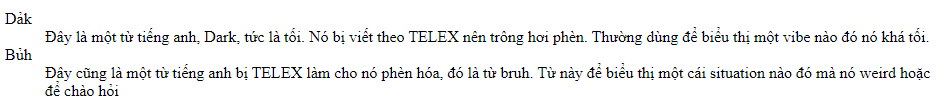 Dảk
Đây là một từ tiếng anh, Dark, tức là tối. Nó bị viết theo TELEX nên trông hơi phèn. Thường dùng để biểu thị một vibe nào đó nó khá tối.
Bủh
Đậy cũng là một từ tiếng anh bị TELEX làm cho nó phèn hóa, đó là từ bruh. Từ này để biểu thị một cái situation nào đó mà nó weird hoặc
để chào hỏi